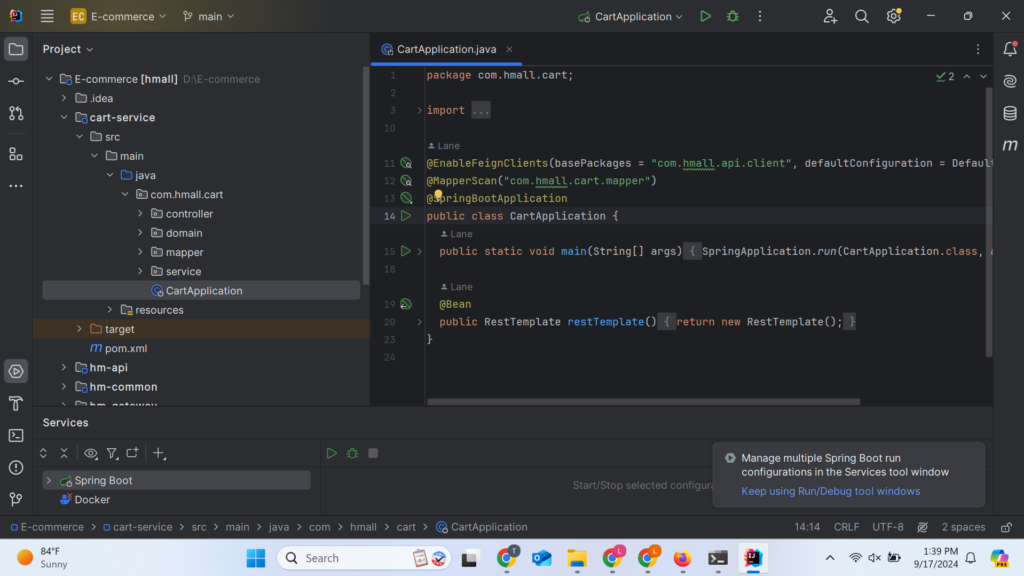 EC E-commerce main CartApplication
Project
CartApplication.java
E-commerce [hmall] D:\E-commerce
.idea
cart-service
src
main
java
com.hmall.cart
controller
domain
mapper
service
CartApplication
resources
target
m pom.xml
hm-api
hm-common
hm-gateway
2
1 package com.hmall.cart;
2
3 import ...
10
Lane
11 @EnableFeignClients(basePackages = "com.hmall.api.client", defaultConfiguration = Default
12 @MapperScan("com.hmall.cart.mapper")
13 @SpringBootApplication
14 public class CartApplication {
Lane
15 public static void main(String[] args) { SpringApplication.run(CartApplication.class, a
18
Lane
19 @Bean
20 public RestTemplate restTemplate() { return new RestTemplate(); }
23 }
24
m
Services
Spring Boot
Docker
Start/Stop selected configura
Manage multiple Spring Boot run
configurations in the Services tool window
Keep using Run/Debug tool windows
E-commerce > cart-service > src > main > java > com > hmall > cart > CartApplication 14:14 CRLF UTF-8 2 spaces
84°F
Sunny
Search
T
L
L
PRE
1:39 PM
9/17/2024